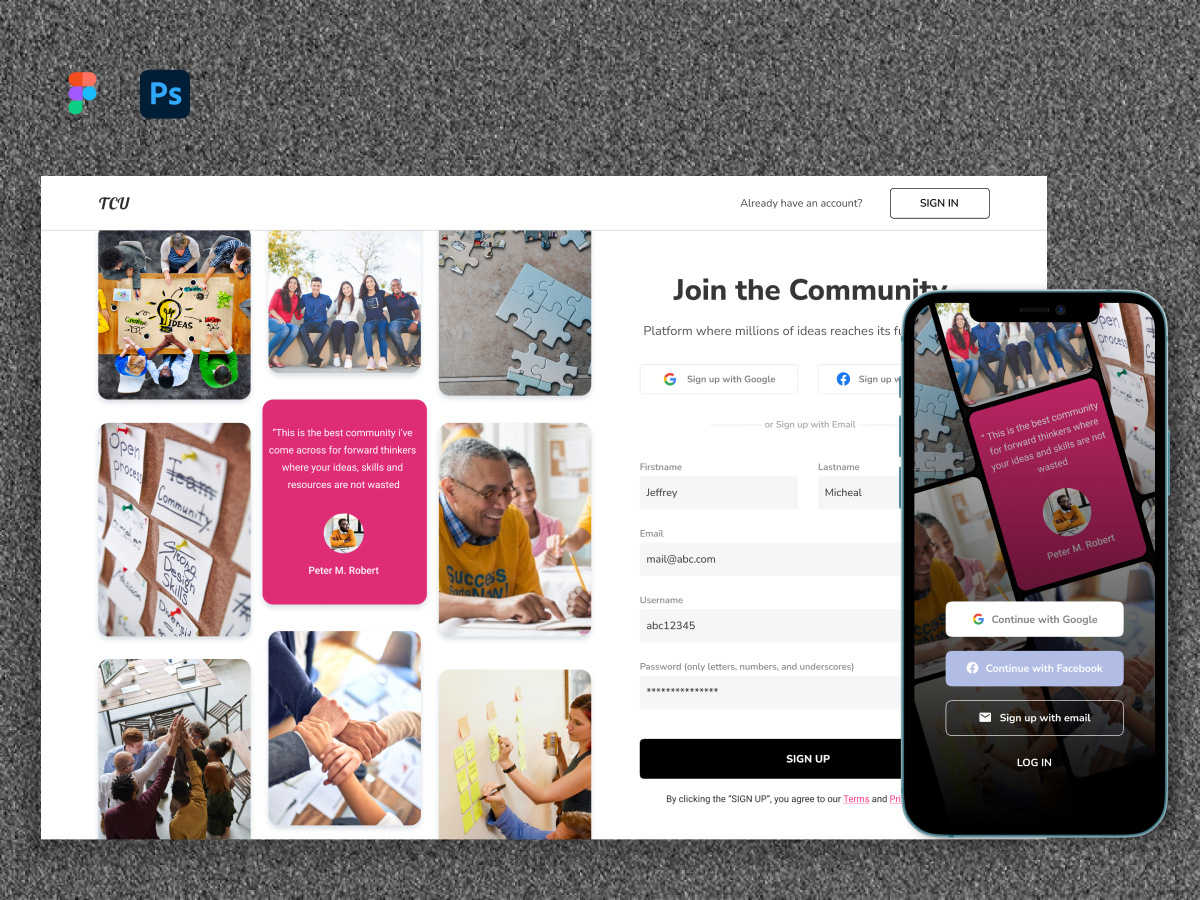 Ps
TCU
Already have an account?
SIGN IN
Creative
IDEAS
Open
process
Team
Community
Strong
Design
Skills
"This is the best community i've
come across for forward thinkers
where your ideas, skills and
resources are not wasted
Peter M. Robert
Success
Join the Community
Platform where millions of ideas reaches its
Sign up with Google
Sign up
or Sign up with Email
Firstname
Lastname
Jeffrey
Micheal
Email
mail@abc.com
Username
abc12345
Password (only letters, numbers, and underscores)
***************
SIGN UP
By clicking the "SIGN UP", you agree to our Terms and
" This is the best community
for forward thinkers where
your ideas and skills are not
wasted
Peter M. Robert
Continue with Google
Continue with Facebook
Sign up with email
LOG IN